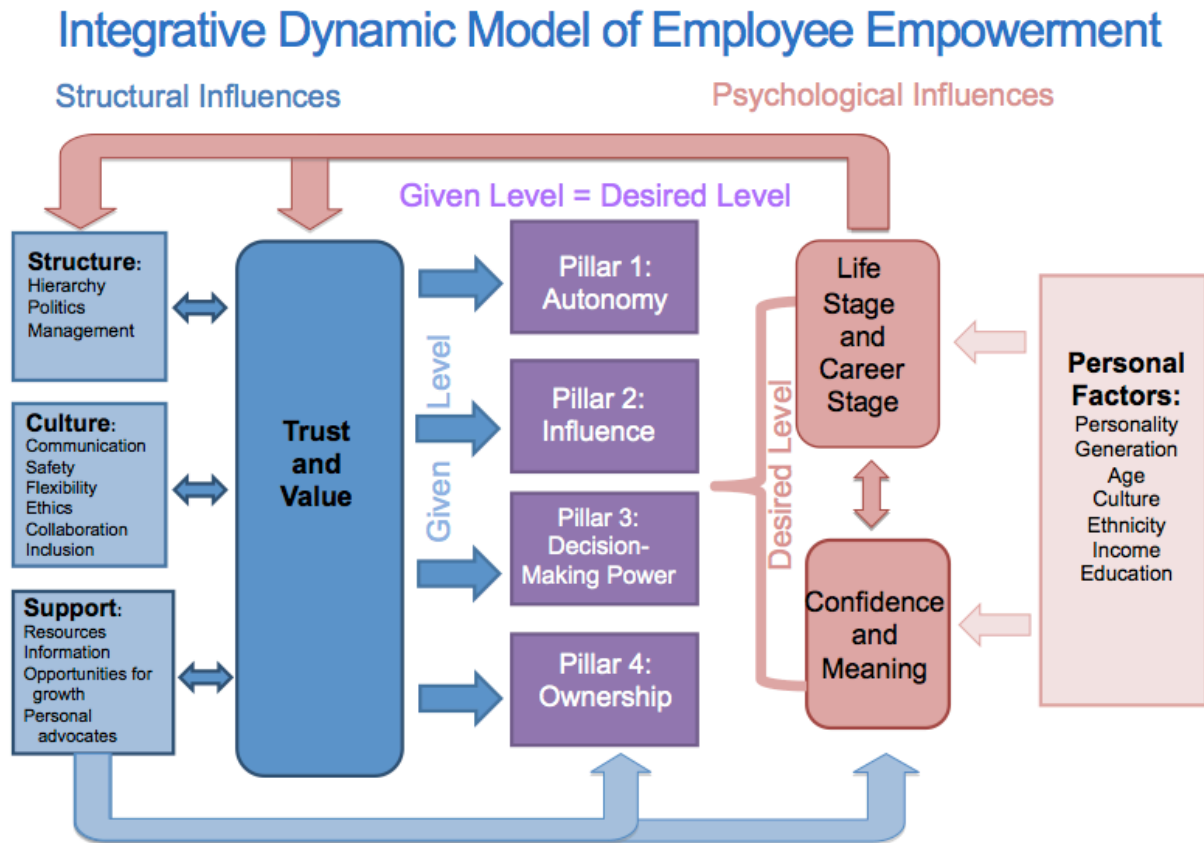 Integrative Dynamic Model of Employee Empowerment
Structural Influences
Psychological Influences
Given Level = Desired Level
Structure:
Hierarchy
Politics
Management
Culture:
Communication
Safety
Flexibility
Ethics
Collaboration
Inclusion
Support:
Resources
Information
Opportunities for
growth
Personal
advocates
Trust
and
Value
Given Level
Pillar 1:
Autonomy
Pillar 2:
Influence
Pillar 3:
Decision-
Making Power
Pillar 4:
Ownership
Desired Level
Life
Stage
and
Career
Stage
Confidence
and
Meaning
Personal
Factors:
Personality
Generation
Age
Culture
Ethnicity
Income
Education